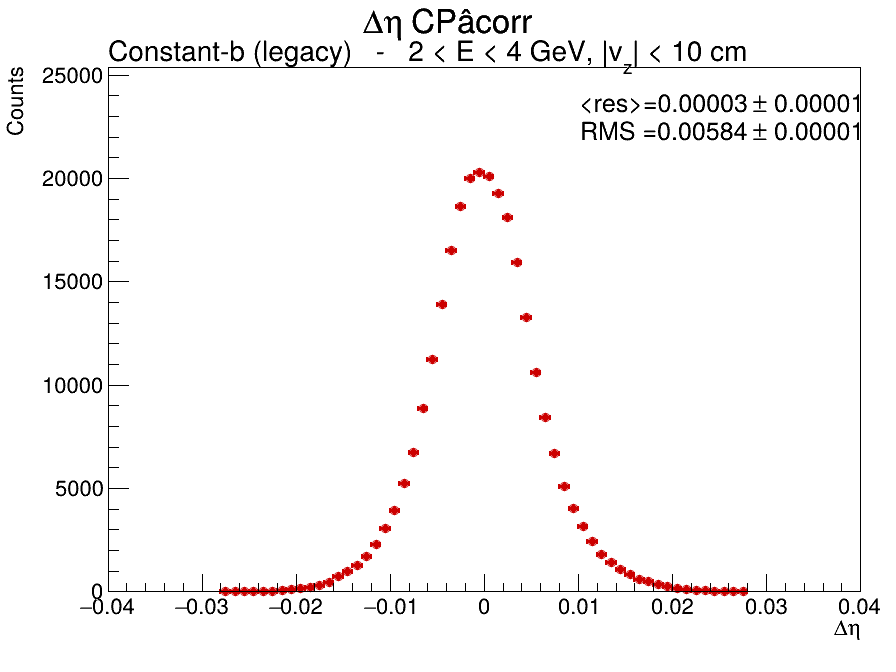 Δη CPâcorr
Constant-b (legacy) - 2 < E < 4 GeV, |v_z| < 10 cm
<res>=0.00003 ± 0.00001
RMS =0.00584 ± 0.00001
Counts
25000
20000
15000
10000
5000
0
−0.04 −0.03 −0.02 −0.01 0 0.01 0.02 0.03 0.04
Δη